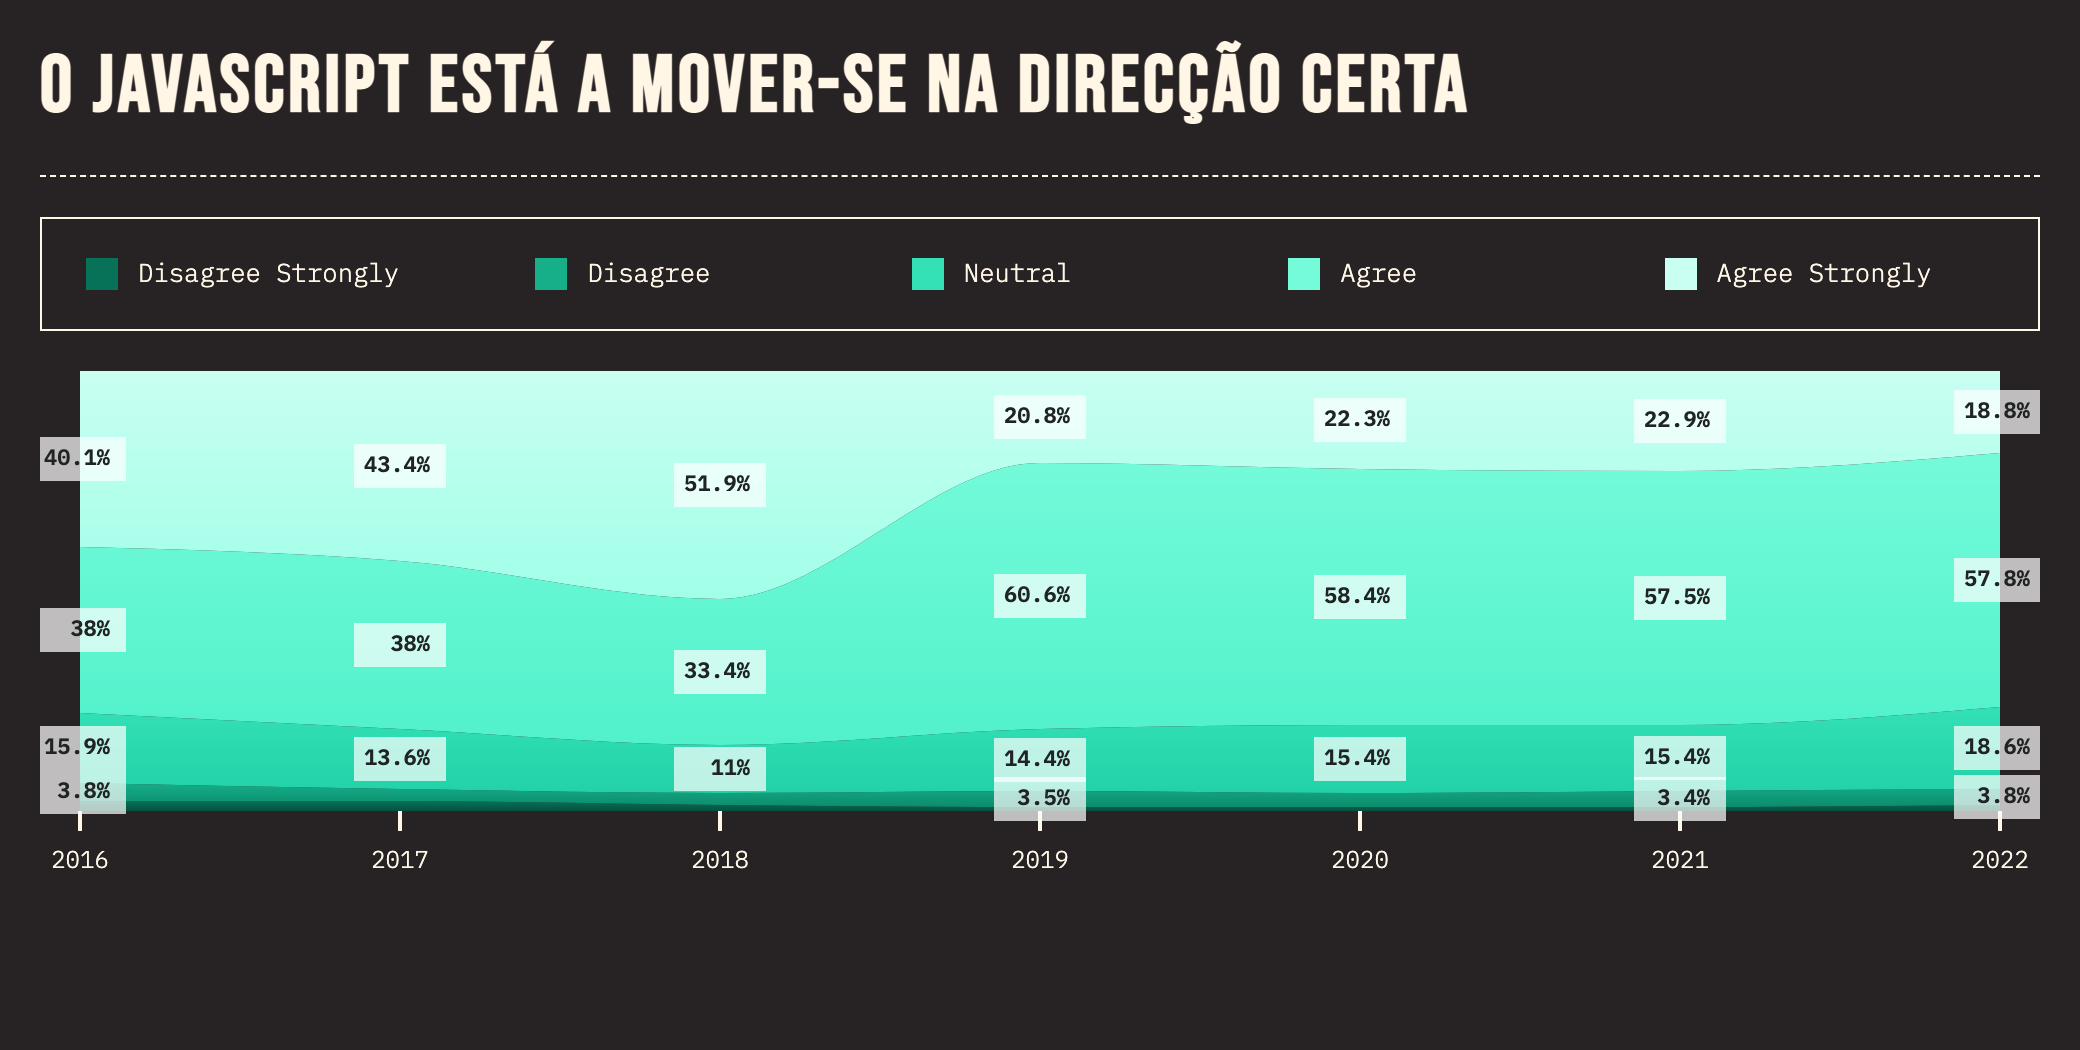 O JAVASCRIPT ESTÁ A MOVER-SE NA DIRECÇÃO CERTA
Disagree Strongly Disagree Neutral Agree Agree Strongly
20.8% 22.3% 22.9% 18.8%
40.1% 43.4% 51.9%
60.6% 58.4% 57.5% 57.8%
38% 38% 33.4%
15.9% 13.6% 11% 14.4% 15.4% 15.4% 18.6%
3.8% 3.5% 3.4% 3.8%
2016 2017 2018 2019 2020 2021 2022